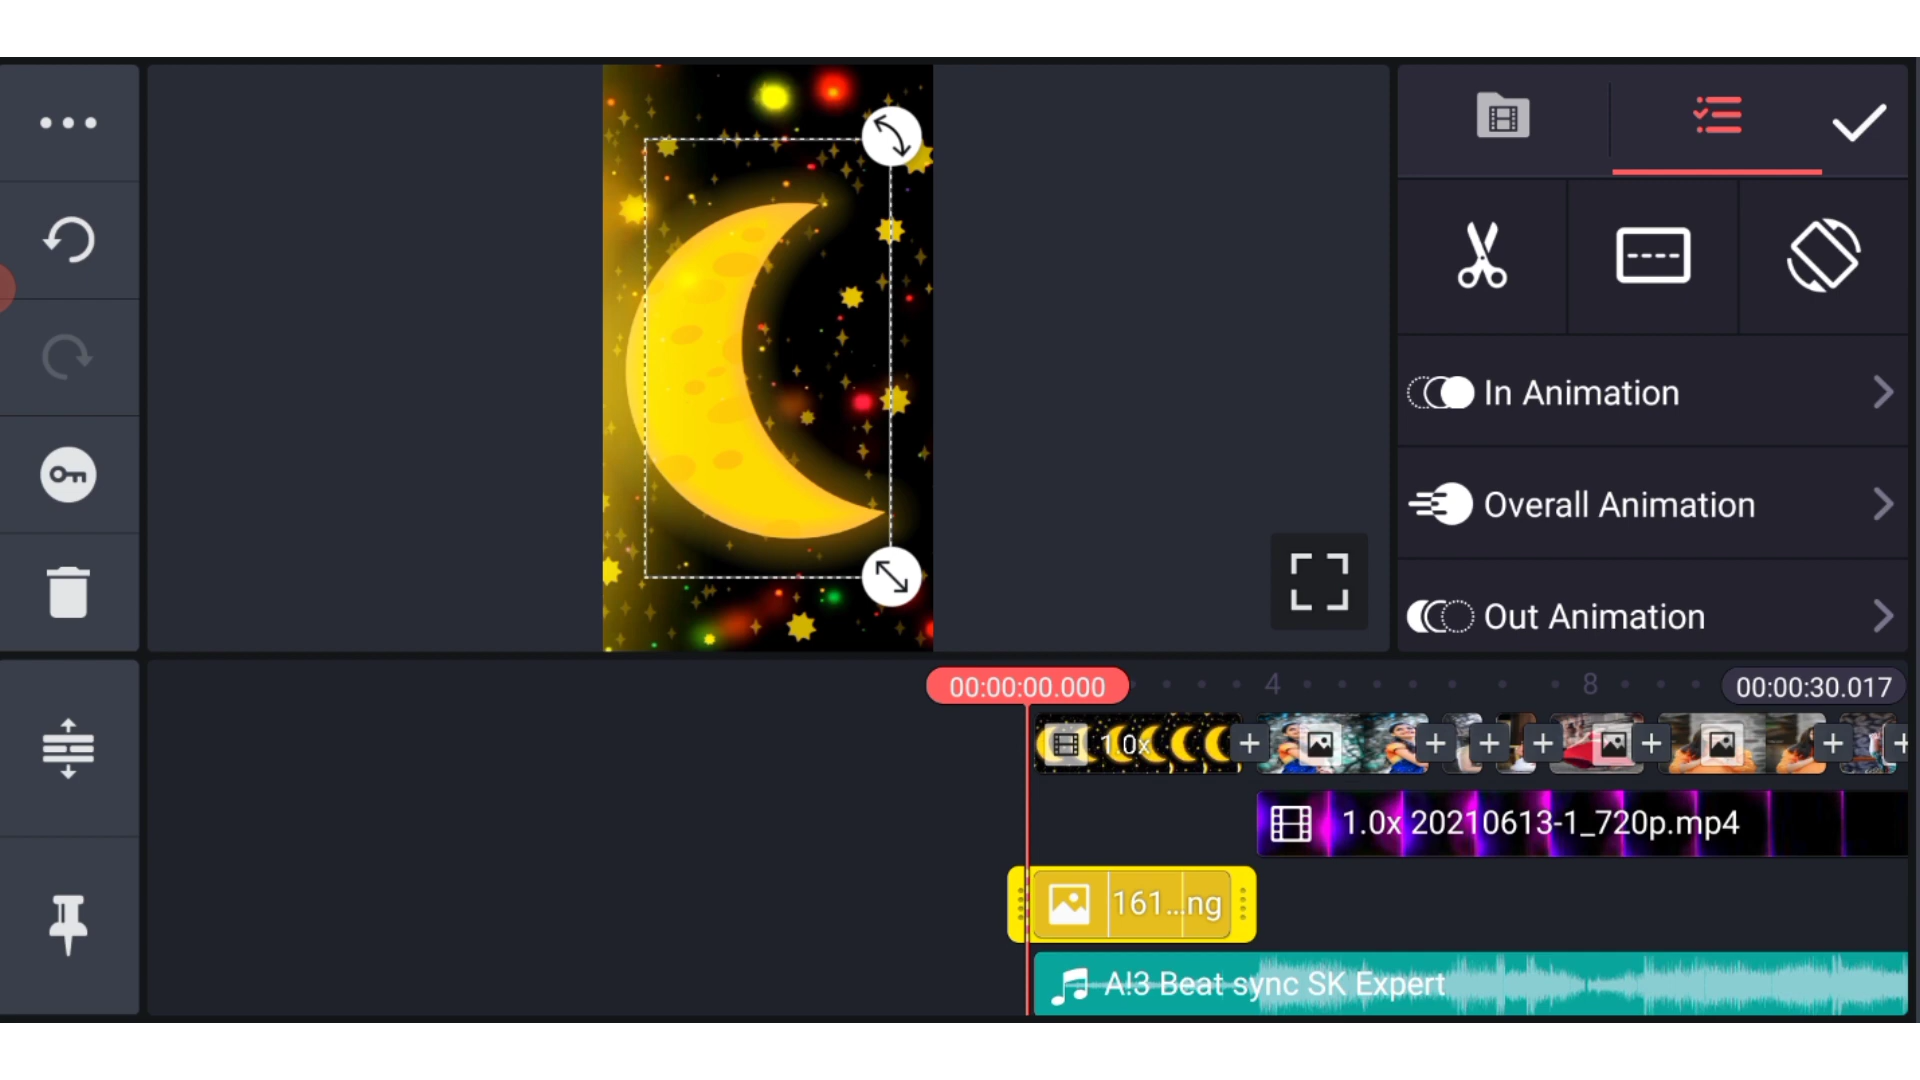 In Animation
Overall Animation
Out Animation
00:00:00.000
4
8
00:00:30.017
1.0x
1.0x 20210613-1_720p.mp4
161...ng
A!3 Beat sync SK Expert